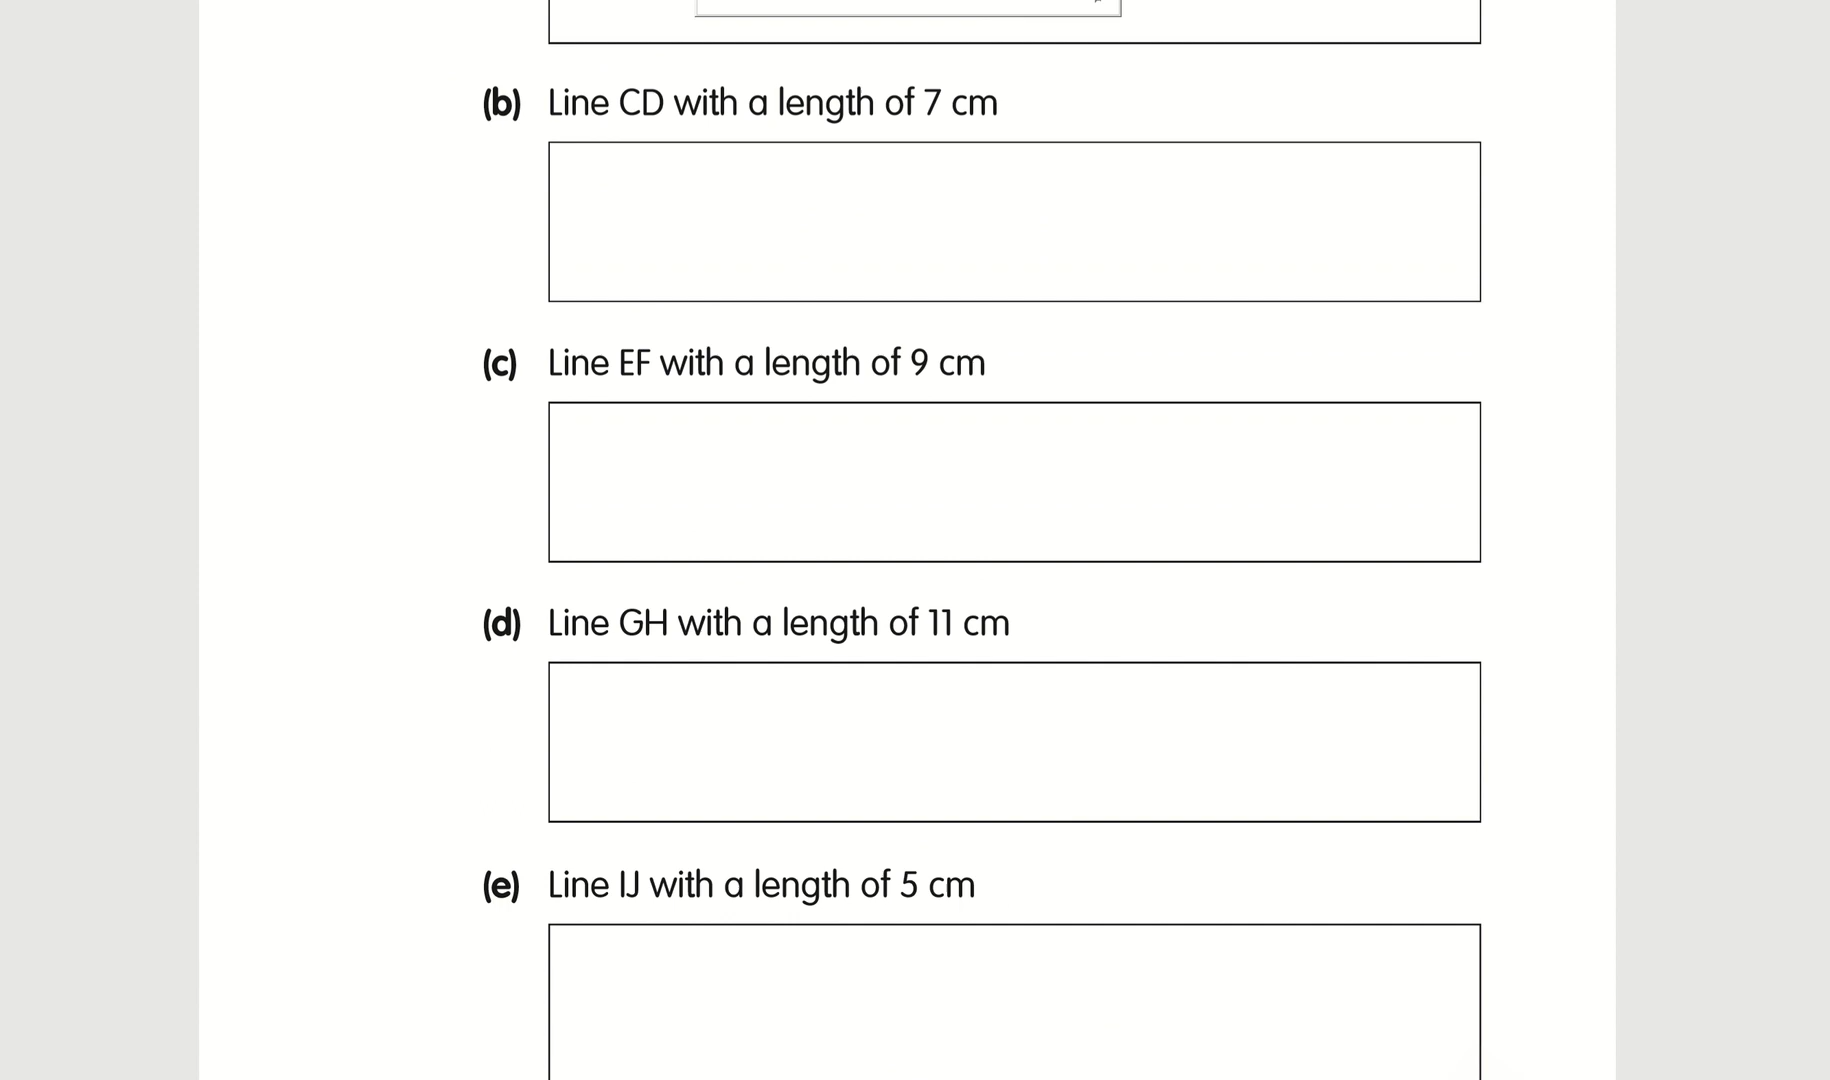 (b) Line CD with a length of 7 cm
(c) Line EF with a length of 9 cm
(d) Line GH with a length of 11 cm
(e) Line IJ with a length of 5 cm